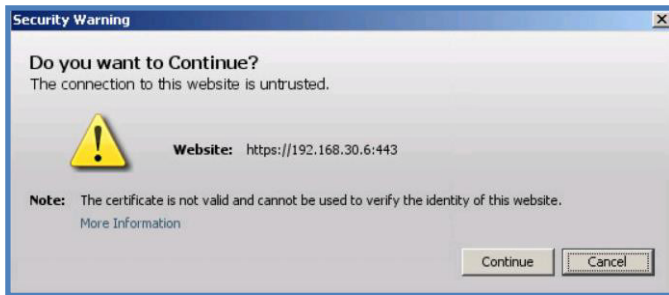 Security Warning
Do you want to Continue?
The connection to this website is untrusted.
Website: https://192.168.30.6:443
Note: The certificate is not valid and cannot be used to verify the identity of this website.
More Information
Continue Cancel